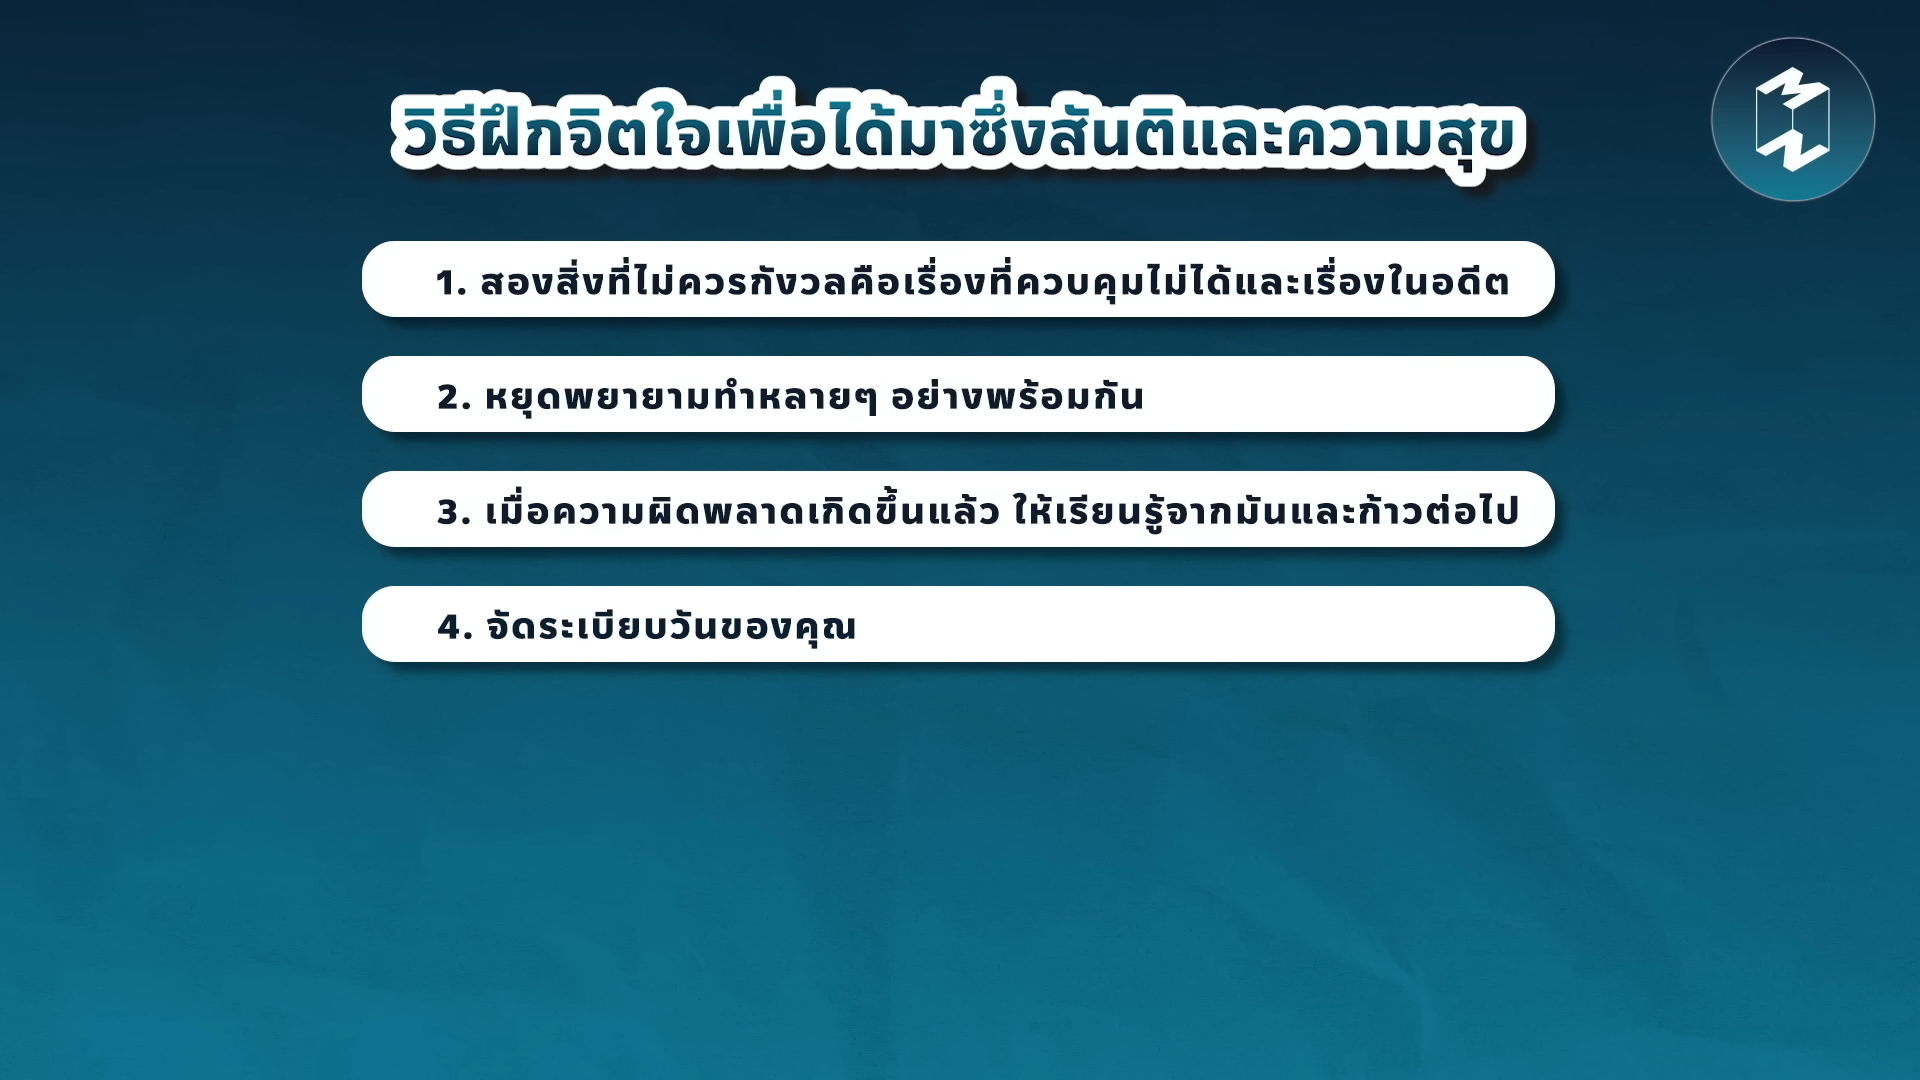 วิธีฝึกจิตใจเพื่อได้มาซึ่งสันติและความสุข
1. สองสิ่งที่ไม่ควรกังวลคือเรื่องที่ควบคุมไม่ได้และเรื่องในอดีต
2. หยุดพยายามทำหลายๆ อย่างพร้อมกัน
3. เมื่อความผิดพลาดเกิดขึ้นแล้ว ให้เรียนรู้จากมันและก้าวต่อไป
4. จัดระเบียบวันของคุณ